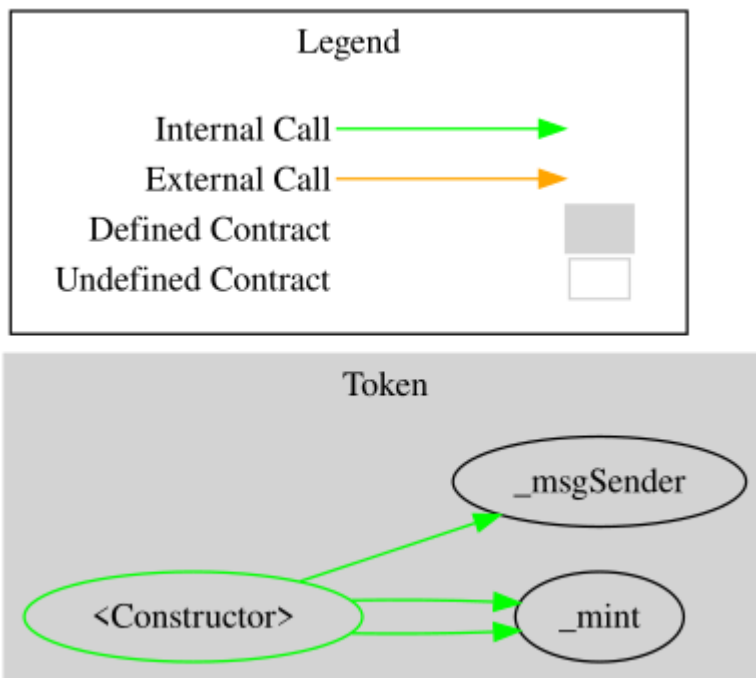 Legend
Internal Call
External Call
Defined Contract
Undefined Contract
Token
_msgSender
<Constructor>
_mint